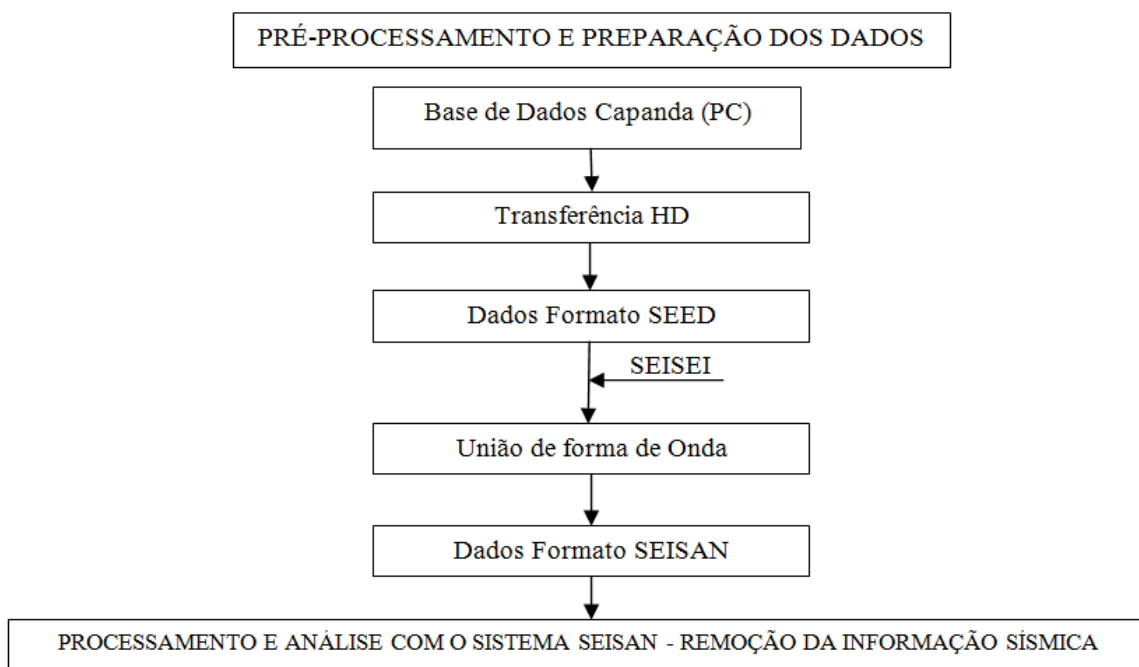 PRÉ-PROCESSAMENTO E PREPARAÇÃO DOS DADOS
Base de Dados Capanda (PC)
Transferência HD
Dados Formato SEED
SEISEI
União de forma de Onda
Dados Formato SEISAN
PROCESSAMENTO E ANÁLISE COM O SISTEMA SEISAN - REMOÇÃO DA INFORMAÇÃO SÍSMICA